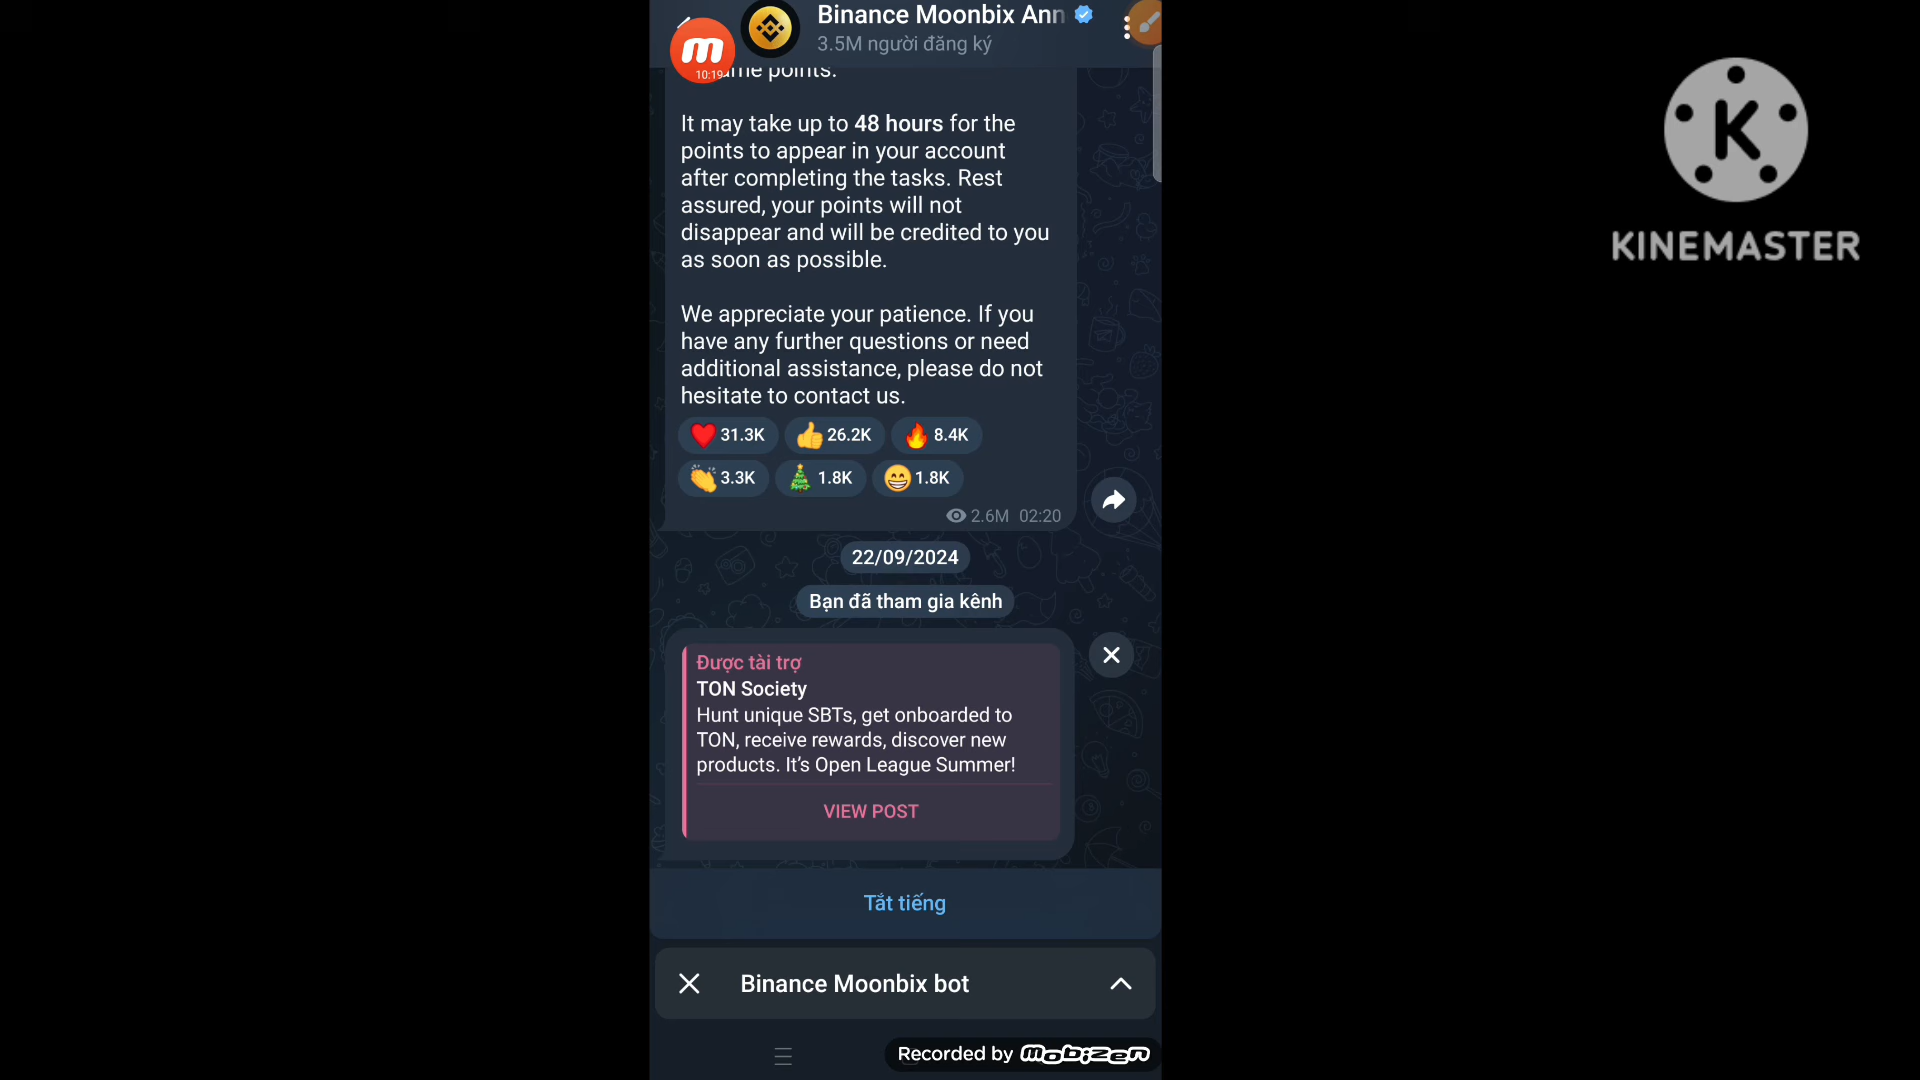 Binance Moonbix Ann
3.5M người đăng ký
10:19
me points.
It may take up to 48 hours for the
points to appear in your account
after completing the tasks. Rest
assured, your points will not
disappear and will be credited to you
as soon as possible.
We appreciate your patience. If you
have any further questions or need
additional assistance, please do not
hesitate to contact us.
31.3K 26.2K 8.4K
3.3K 1.8K 1.8K
2.6M 02:20
22/09/2024
Bạn đã tham gia kênh
Được tài trợ
TON Society
Hunt unique SBTs, get onboarded to
TON, receive rewards, discover new
products. It’s Open League Summer!
VIEW POST
Tắt tiếng
Binance Moonbix bot
Recorded by mobizen
K
KINEMASTER